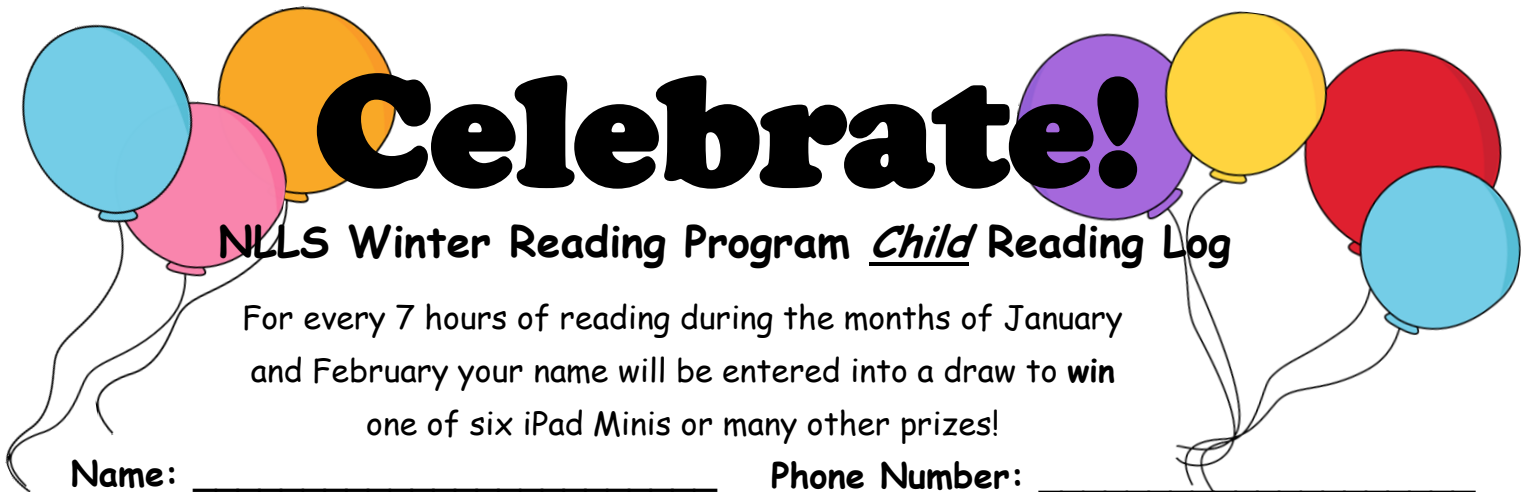 Celebrate!
NLLS Winter Reading Program Child Reading Log
For every 7 hours of reading during the months of January
and February your name will be entered into a draw to win
one of six iPad Minis or many other prizes!
Name: ____________________________ Phone Number: ________________________